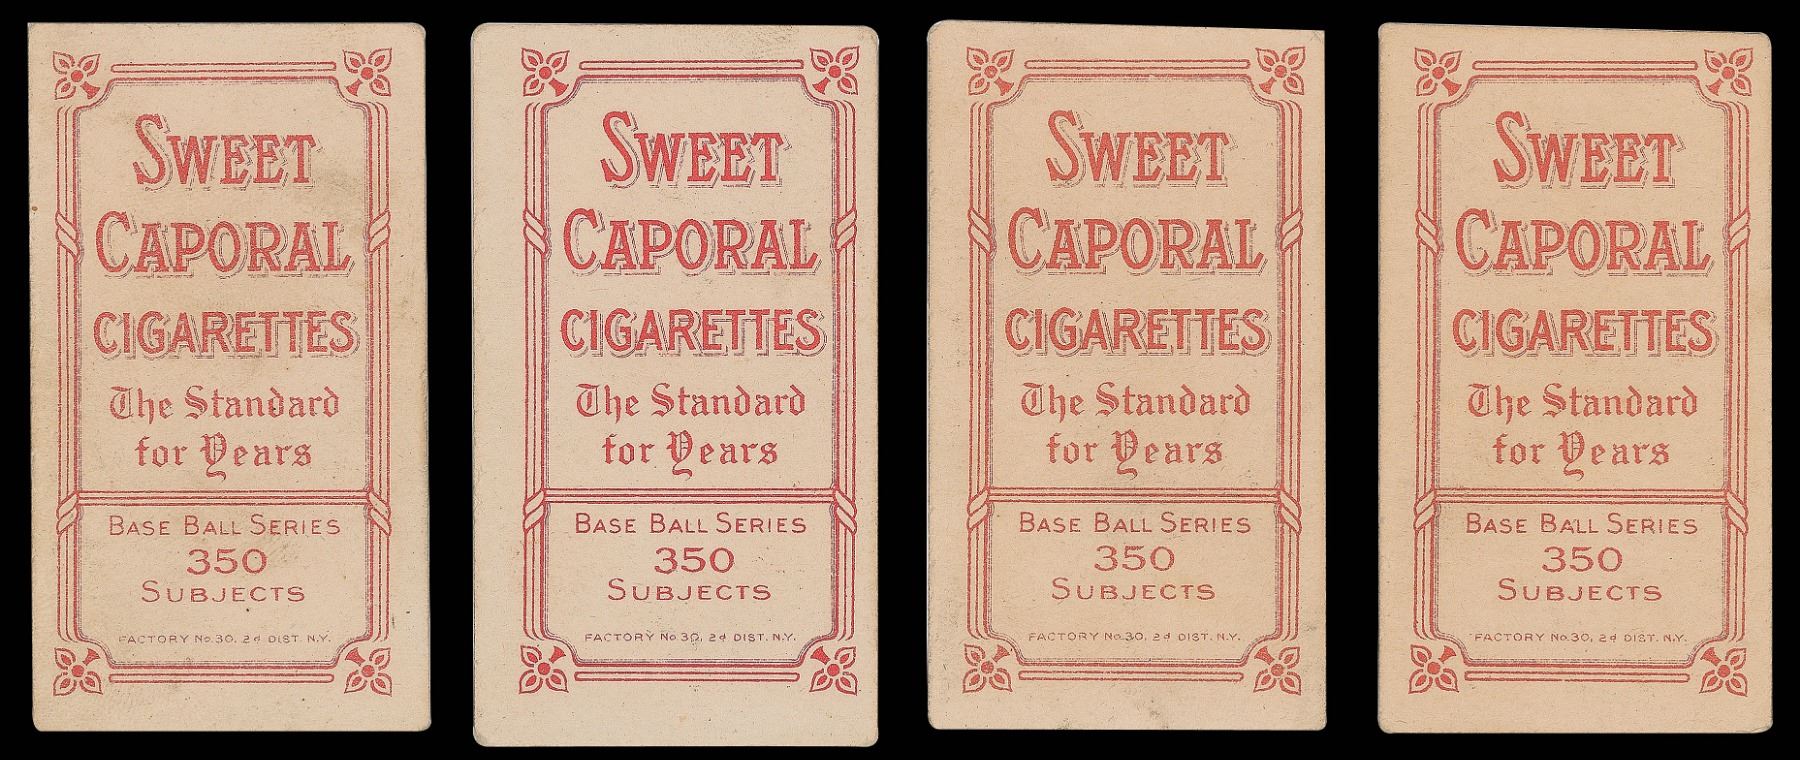 SWEET
CAPORAL
CIGARETTES
The Standard
for Years
BASE BALL SERIES
350
SUBJECTS
FACTORY No. 30, 2d DIST. N.Y.
SWEET
CAPORAL
CIGARETTES
The Standard
for Years
BASE BALL SERIES
350
SUBJECTS
FACTORY No. 30, 2d DIST. N.Y.
SWEET
CAPORAL
CIGARETTES
The Standard
for Years
BASE BALL SERIES
350
SUBJECTS
FACTORY No. 30, 2d DIST. N.Y.
SWEET
CAPORAL
CIGARETTES
The Standard
for Years
BASE BALL SERIES
350
SUBJECTS
FACTORY No. 30, 2d DIST. N.Y.